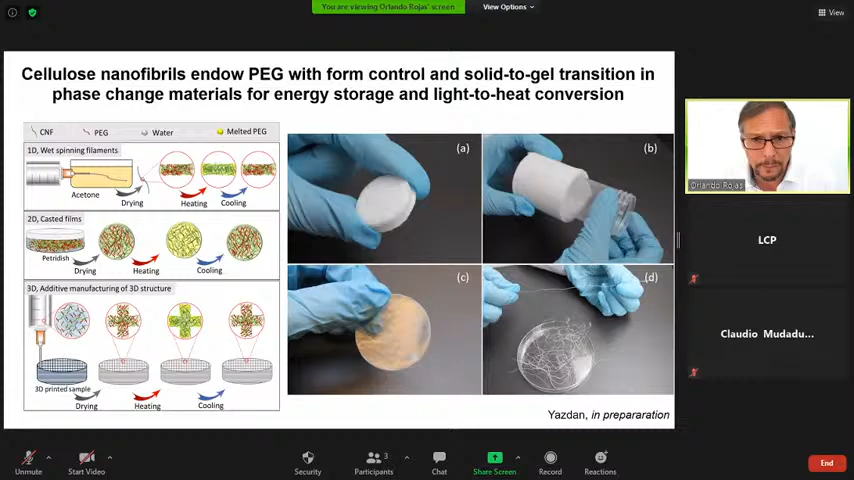 You are viewing Orlando Rojas' screen
View Options
View
Cellulose nanofibrils endow PEG with form control and solid-to-gel transition in
phase change materials for energy storage and light-to-heat conversion
CNF
PEG
Water
Melted PEG
1D, Wet spinning filaments
Acetone
Drying
Heating
Cooling
2D, Casted films
Petridish
Drying
Heating
Cooling
3D, Additive manufacturing of 3D structure
3D printed sample
Drying
Heating
Cooling
(a)
(b)
(c)
(d)
Yazdan, in prepararation
Orlando Rojas
LCP
Claudio Mudadu...
Unmute
Start Video
Security
Participants
3
Chat
Share Screen
Record
Reactions
End